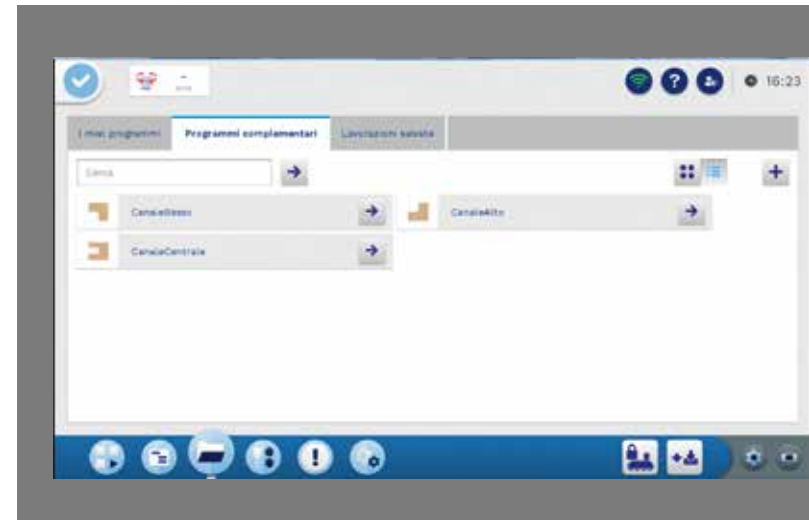 16:23
I miei programmi
Programmi complementari
Lavorazioni salvate
Cerca
CanaleBasso
CanaleAlto
CanaleCentrale